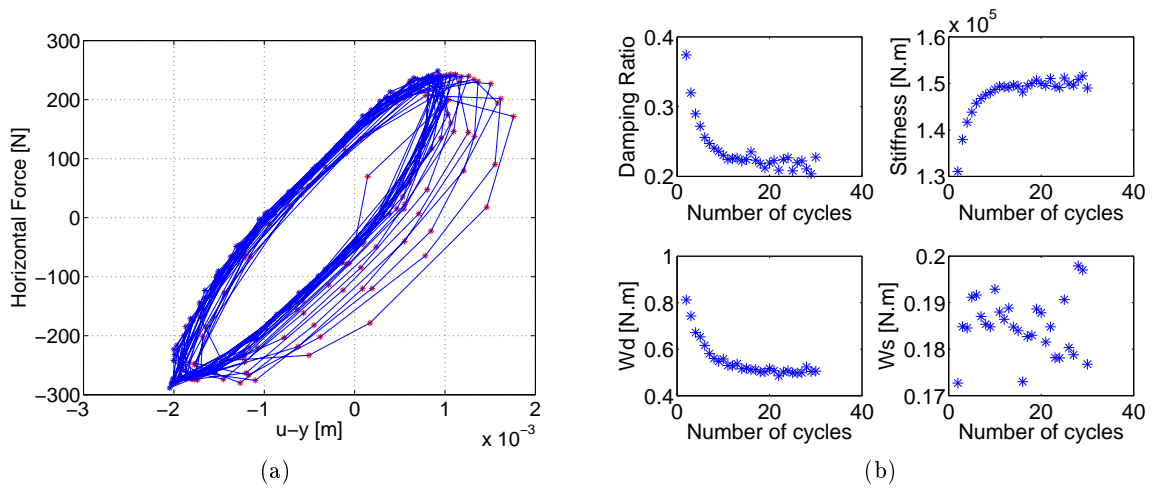 300
200
100
0
−100
−200
−300
Horizontal Force [N]
−3
−2
−1
0
1
2
x 10⁻³
u−y [m]
(a)
0.4
0.3
0.2
Damping Ratio
0
20
40
Number of cycles
x 10⁵
1.6
1.5
1.4
1.3
Stiffness [N.m]
0
20
40
Number of cycles
1
0.8
0.6
0.4
Wd [N.m]
0
20
40
Number of cycles
0.2
0.19
0.18
0.17
Ws [N.m]
0
20
40
Number of cycles
(b)